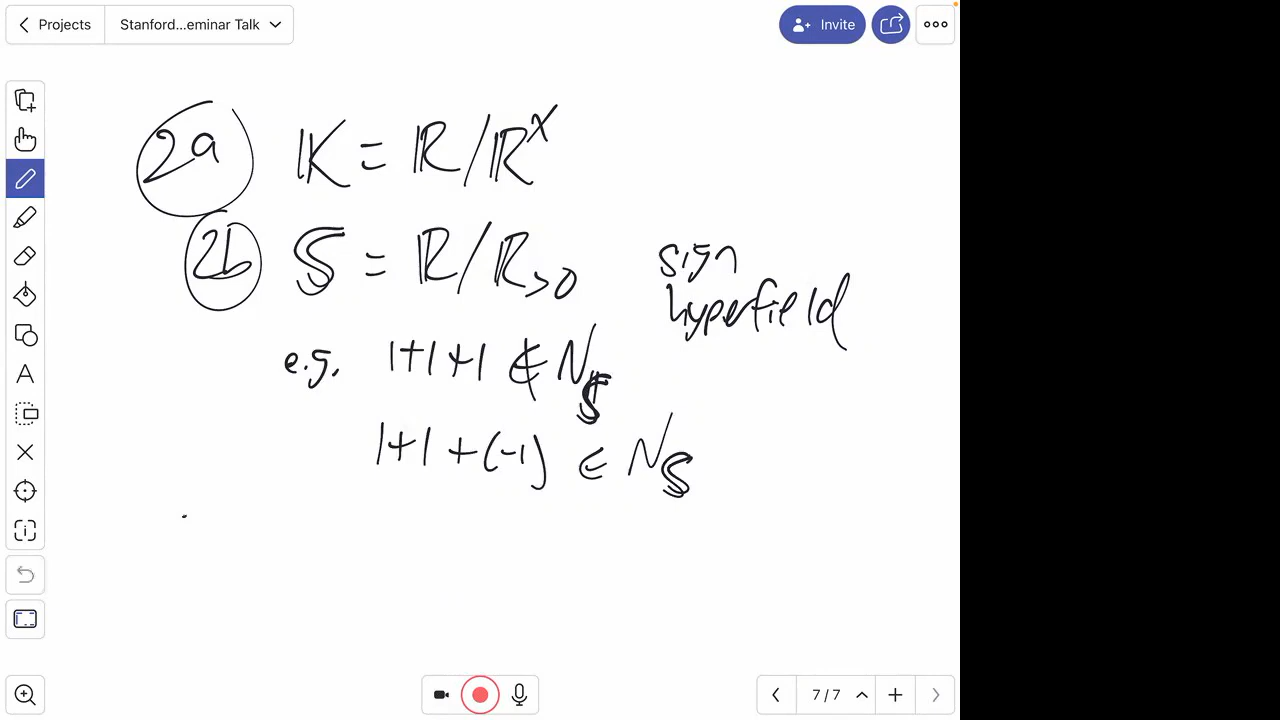 Projects
Stanford...eminar Talk
Invite
2a 𝕂 = ℝ/ℝ^×
2b 𝕊 = ℝ/ℝ_{>0}
sign
hyperfield
e.g. 1+1+1 ∉ N_𝕊
1+1+(-1) ∈ N_𝕊
A
7/7